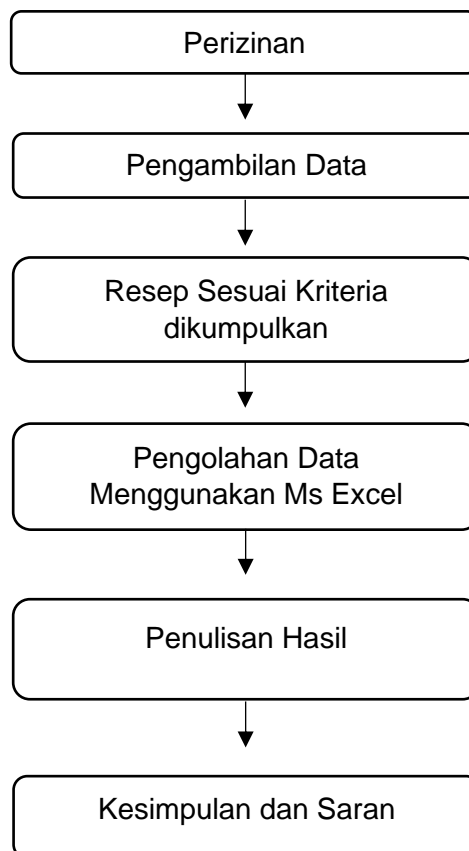 Perizinan
Pengambilan Data
Resep Sesuai Kriteria
dikumpulkan
Pengolahan Data
Menggunakan Ms Excel
Penulisan Hasil
Kesimpulan dan Saran